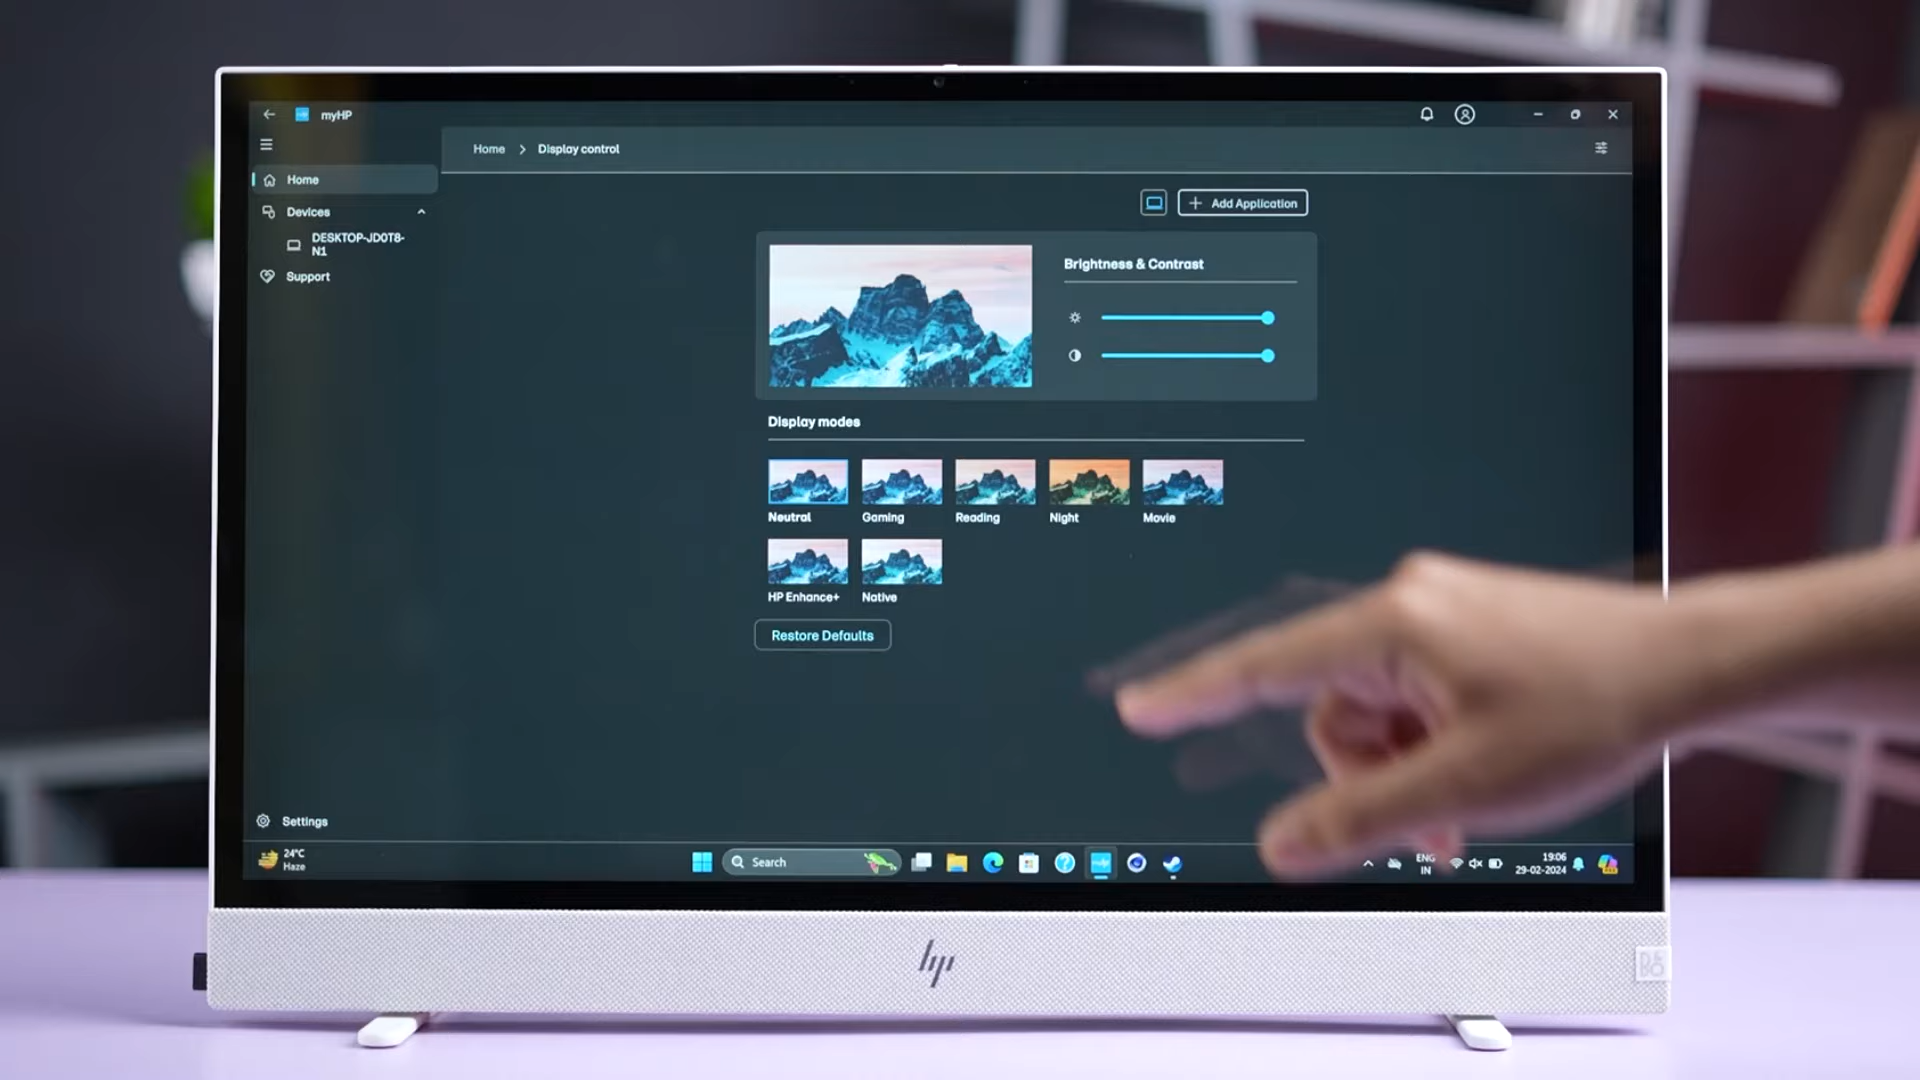 myHP
Home > Display control
Home
Devices
DESKTOP-JD0T8-
N1
Support
+ Add Application
Brightness & Contrast
Display modes
Neutral
Gaming
Reading
Night
Movie
HP Enhance+
Native
Restore Defaults
Settings
24°C
Haze
Search
ENG
IN
19:06
29-02-2024
hp
B&O